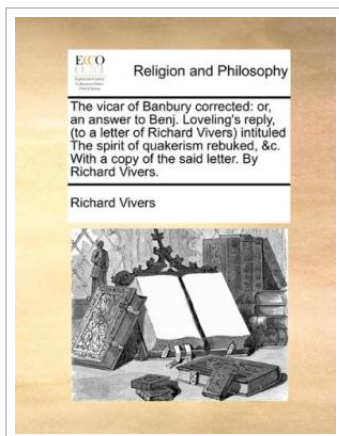 ECCO
Religion and Philosophy
The vicar of Banbury corrected: or,
an answer to Benj. Loveling's reply,
(to a letter of Richard Vivers) intituled
The spirit of quakerism rebuked, &c.
With a copy of the said letter. By
Richard Vivers.
Richard Vivers